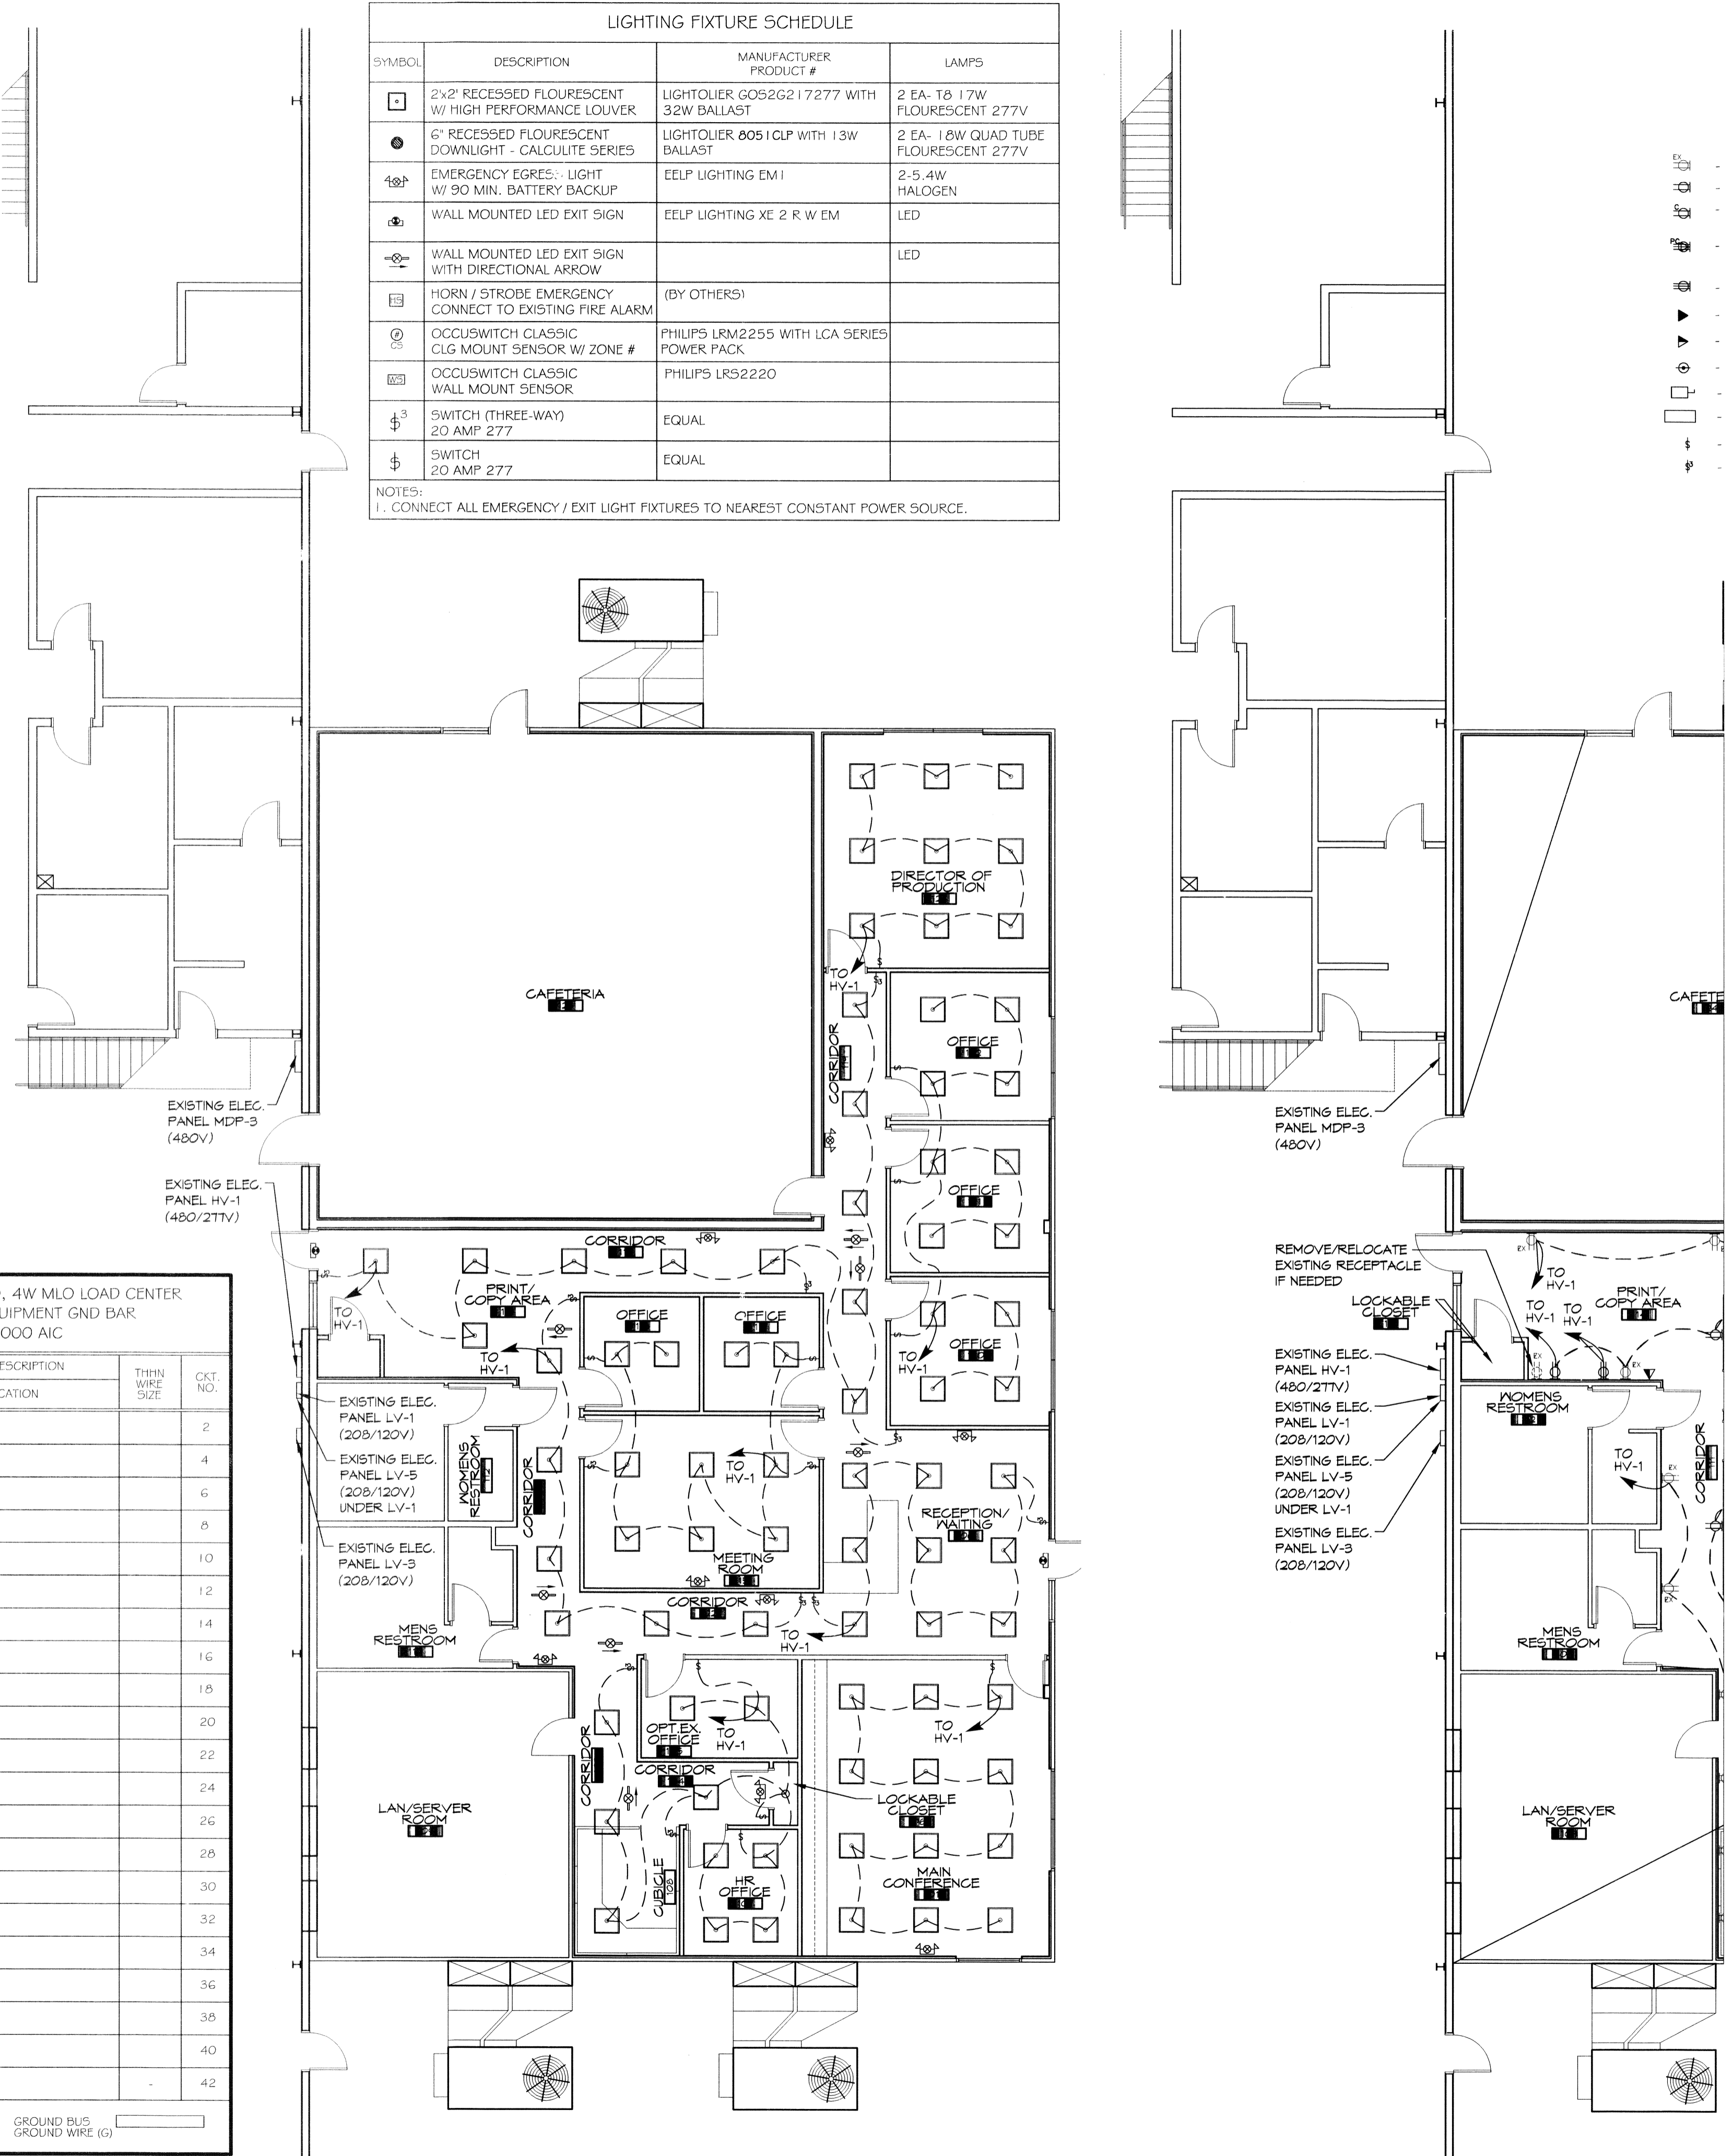 LIGHTING FIXTURE SCHEDULE
SYMBOL
DESCRIPTION
MANUFACTURER
PRODUCT #
LAMPS
2'x2' RECESSED FLOURESCENT
W/ HIGH PERFORMANCE LOUVER
LIGHTOLIER GOS2G217277 WITH
32W BALLAST
2 EA- T8 17W
FLOURESCENT 277V
6" RECESSED FLOURESCENT
DOWNLIGHT - CALCULITE SERIES
LIGHTOLIER 8051CLP WITH 13W
BALLAST
2 EA- 18W QUAD TUBE
FLOURESCENT 277V
EMERGENCY EGRESS LIGHT
W/ 90 MIN. BATTERY BACKUP
EELP LIGHTING EM1
2-5.4W
HALOGEN
WALL MOUNTED LED EXIT SIGN
EELP LIGHTING XE 2 R W EM
LED
WALL MOUNTED LED EXIT SIGN
WITH DIRECTIONAL ARROW
LED
HS
HORN / STROBE EMERGENCY
CONNECT TO EXISTING FIRE ALARM
(BY OTHERS)
#
CS
OCCUSWITCH CLASSIC
CLG MOUNT SENSOR W/ ZONE #
PHILIPS LRM2255 WITH LCA SERIES
POWER PACK
WS
OCCUSWITCH CLASSIC
WALL MOUNT SENSOR
PHILIPS LRS2220
$3
SWITCH (THREE-WAY)
20 AMP 277
EQUAL
$
SWITCH
20 AMP 277
EQUAL
NOTES:
1. CONNECT ALL EMERGENCY / EXIT LIGHT FIXTURES TO NEAREST CONSTANT POWER SOURCE.
EX
C
$
$3
DIRECTOR OF
PRODUCTION
TO
HV-1
CAFETERIA
CORRIDOR
OFFICE
OFFICE
OFFICE
TO
HV-1
EXISTING ELEC.
PANEL MDP-3
(480V)
EXISTING ELEC.
PANEL HV-1
(480/277V)
CORRIDOR
PRINT/
COPY AREA
TO
HV-1
TO
HV-1
OFFICE
OFFICE
EXISTING ELEC.
PANEL LV-1
(208/120V)
EXISTING ELEC.
PANEL LV-5
(208/120V)
UNDER LV-1
EXISTING ELEC.
PANEL LV-3
(208/120V)
WOMENS
RESTROOM
CORRIDOR
TO
HV-1
MEETING
ROOM
RECEPTION/
WAITING
CORRIDOR
TO
HV-1
MENS
RESTROOM
OPT.EX.
OFFICE
TO
HV-1
CORRIDOR
CORRIDOR
TO
HV-1
LOCKABLE
CLOSET
LAN/SERVER
ROOM
CUBICLE
108
HR
OFFICE
MAIN
CONFERENCE
, 4W MLO LOAD CENTER
UIPMENT GND BAR
000 AIC
ESCRIPTION
CATION
THHN
WIRE
SIZE
CKT.
NO.
2
4
6
8
10
12
14
16
18
20
22
24
26
28
30
32
34
36
38
40
- 42
GROUND BUS
GROUND WIRE (G)
CAFETE
EXISTING ELEC.
PANEL MDP-3
(480V)
REMOVE/RELOCATE
EXISTING RECEPTACLE
IF NEEDED
LOCKABLE
CLOSET
TO
HV-1
TO
HV-1
TO
HV-1
PRINT/
COPY AREA
EX
EX
EX
EXISTING ELEC.
PANEL HV-1
(480/277V)
EXISTING ELEC.
PANEL LV-1
(208/120V)
EXISTING ELEC.
PANEL LV-5
(208/120V)
UNDER LV-1
EXISTING ELEC.
PANEL LV-3
(208/120V)
WOMENS
RESTROOM
TO
HV-1
EX
CORRIDOR
EX
MENS
RESTROOM
LAN/SERVER
ROOM